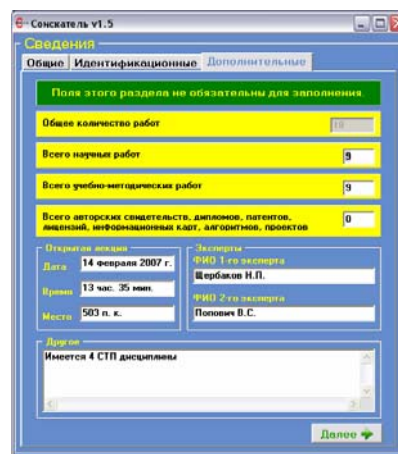 Соискатель v1.5
Сведения
Общие Идентификационные Дополнительные
Поля этого раздела не обязательны для заполнения.
Общее количество работ 18
Всего научных работ 9
Всего учебно-методических работ 9
Всего авторских свидетельств, дипломов, патентов,
лицензий, информационных карт, алгоритмов, проектов 0
Открытая лекция
Дата 14 февраля 2007 г.
Время 13 час. 35 мин.
Место 503 п. к.
Эксперты
ФИО 1-го эксперта
Щербаков Н.П.
ФИО 2-го эксперта
Попович В.С.
Другое
Имеется 4 СТП дисциплины
Далее